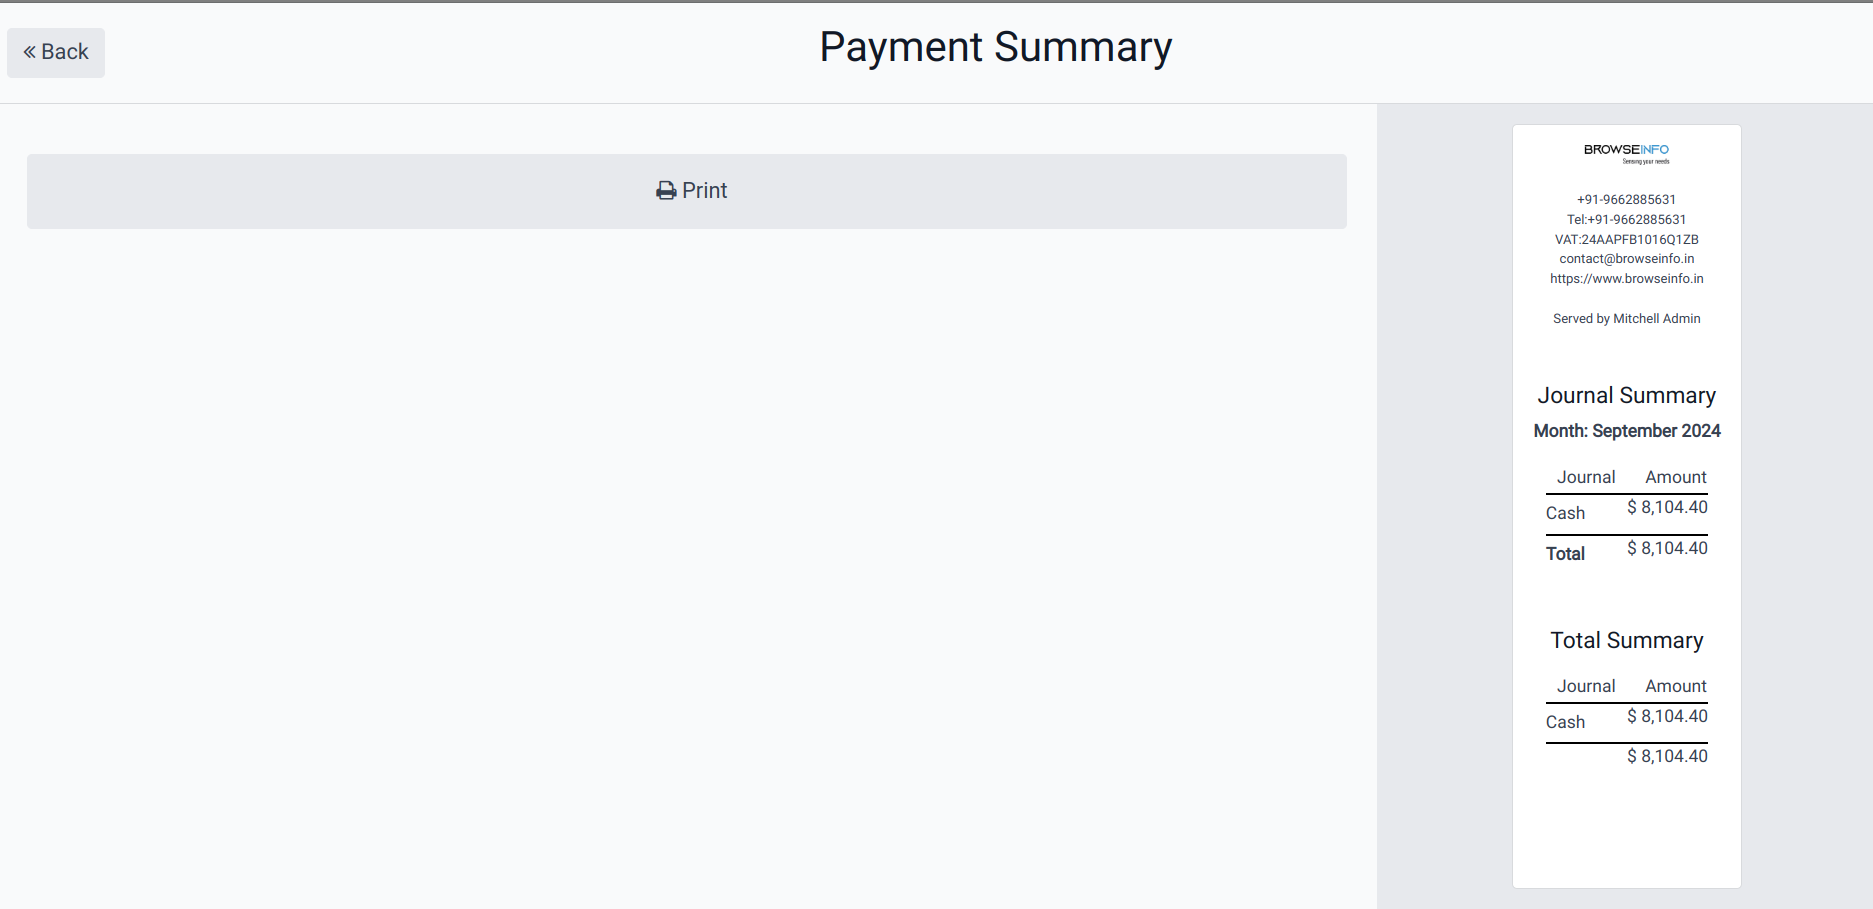 Back
Payment Summary
Print
BROWSEINFO
Sensing your needs
+91-9662885631
Tel:+91-9662885631
VAT:24AAPFB1016Q1ZB
contact@browseinfo.in
https://www.browseinfo.in
Served by Mitchell Admin
Journal Summary
Month: September 2024
Journal Amount
Cash $ 8,104.40
Total $ 8,104.40
Total Summary
Journal Amount
Cash $ 8,104.40
$ 8,104.40